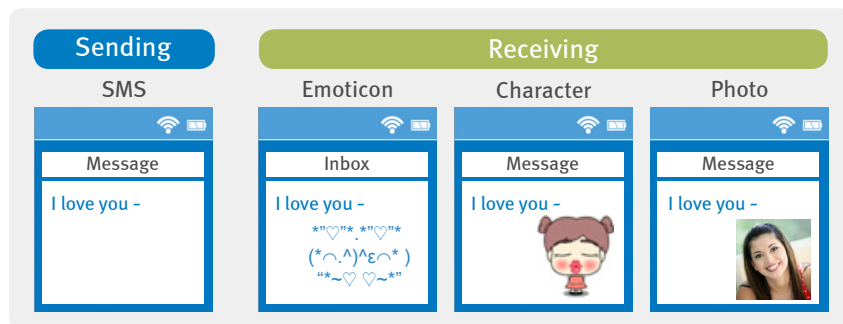 Sending
Receiving
SMS
Emoticon
Character
Photo
Message
Inbox
Message
Message
I love you ~
I love you ~
I love you ~
I love you ~
*"♡"*.*"♡"*
(*⌒.^)^ε⌒* )
"*~♡ ♡~*"